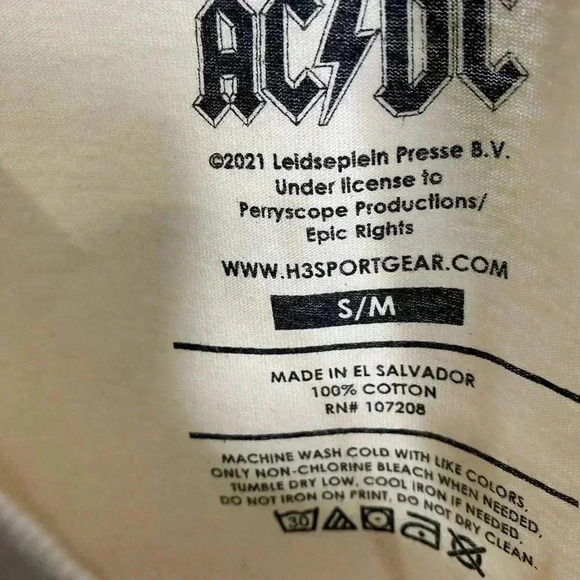 AC⚡DC
©2021 Leidseplein Presse B.V.
Under license to
Perryscope Productions/
Epic Rights
WWW.H3SPORTGEAR.COM
S/M
MADE IN EL SALVADOR
100% COTTON
RN# 107208
MACHINE WASH COLD WITH LIKE COLORS,
ONLY NON-CHLORINE BLEACH WHEN NEEDED,
TUMBLE DRY LOW, COOL IRON IF NEEDED.
DO NOT IRON ON PRINT. DO NOT DRY CLEAN.
30